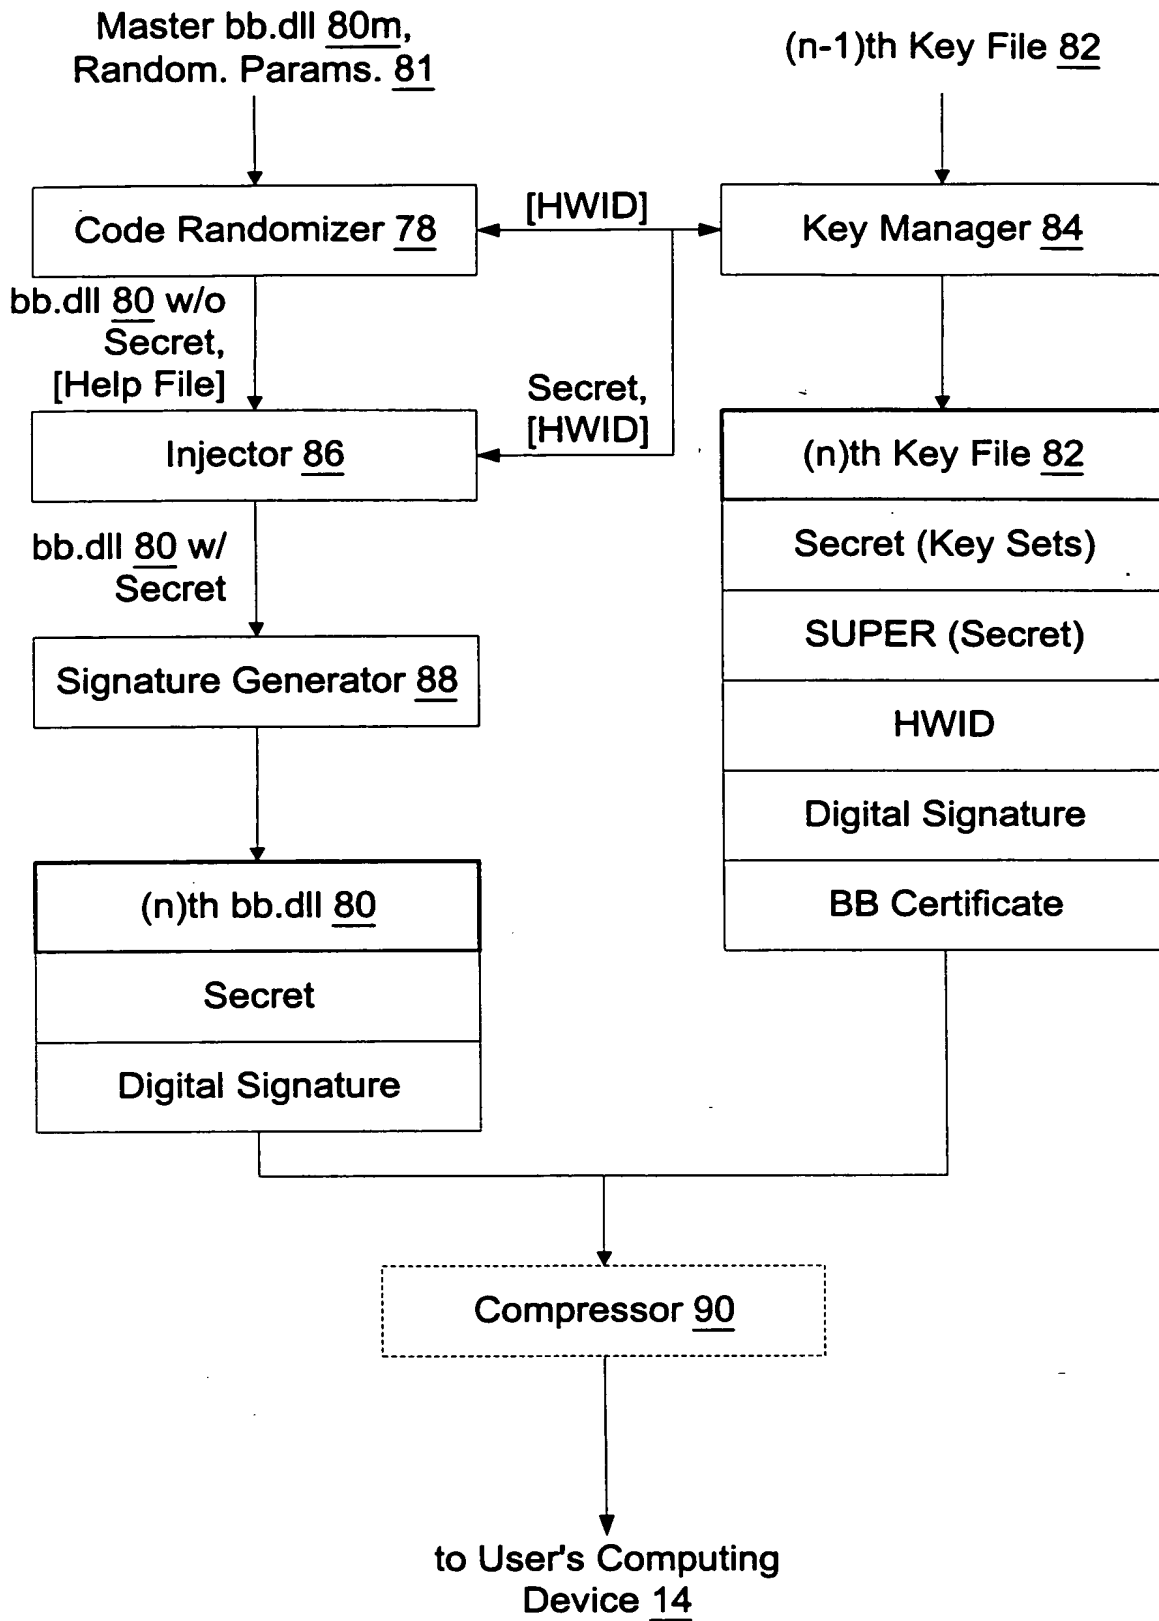 Master bb.dll 80m,
Random. Params. 81
(n-1)th Key File 82
Code Randomizer 78
[HWID]
Key Manager 84
bb.dll 80 w/o
Secret,
[Help File]
Secret,
[HWID]
Injector 86
(n)th Key File 82
Secret (Key Sets)
bb.dll 80 w/
Secret
SUPER (Secret)
Signature Generator 88
HWID
Digital Signature
(n)th bb.dll 80
BB Certificate
Secret
Digital Signature
Compressor 90
to User's Computing
Device 14